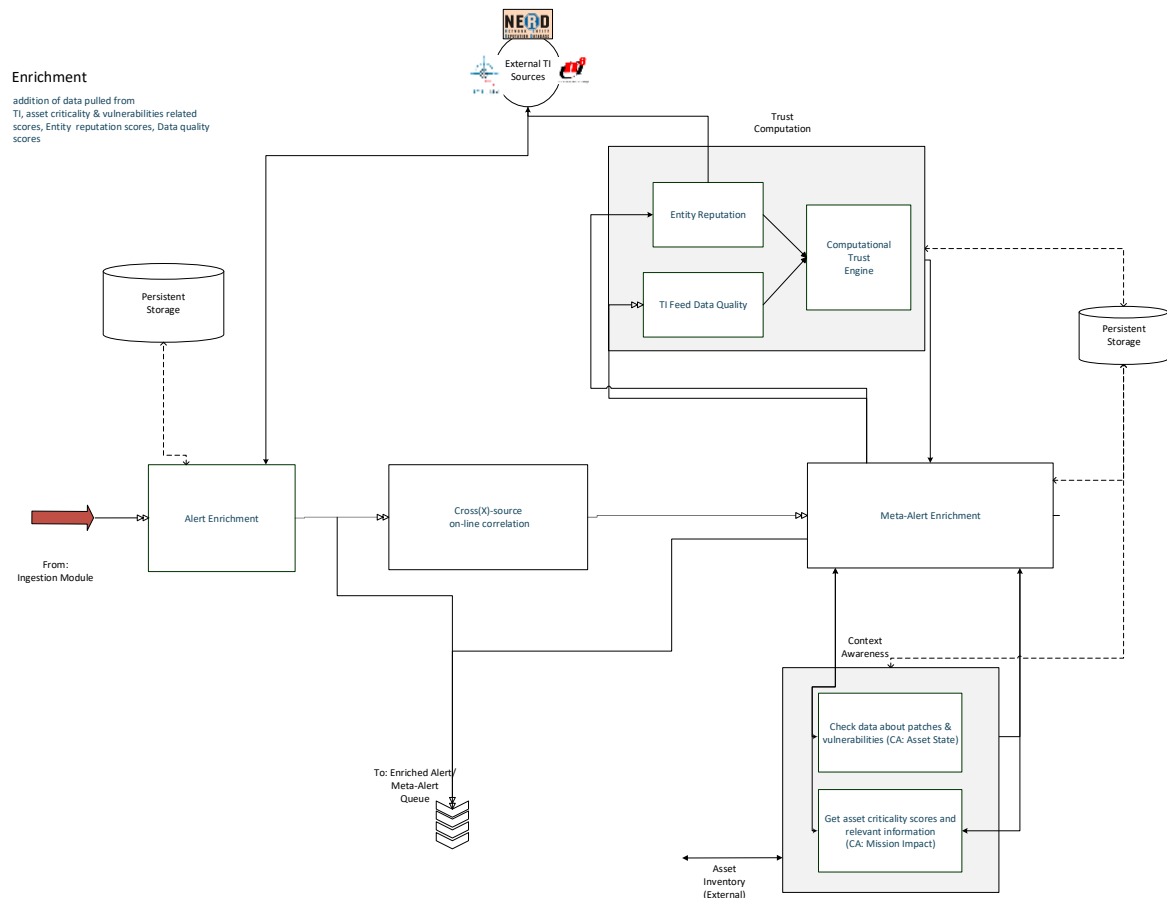 NERD
NETWORK ENTITY
REPUTATION DATABASE
External TI
Sources
Enrichment
addition of data pulled from
TI, asset criticality & vulnerabilities related
scores, Entity reputation scores, Data quality
scores
Trust
Computation
Entity Reputation
Computational
Trust
Engine
TI Feed Data Quality
Persistent
Storage
Persistent
Storage
Alert Enrichment
Cross(X)-source
on-line correlation
Meta-Alert Enrichment
From:
Ingestion Module
Context
Awareness
Check data about patches &
vulnerabilities (CA: Asset State)
To: Enriched Alert/
Meta-Alert
Queue
Get asset criticality scores and
relevant information
(CA: Mission Impact)
Asset
Inventory
(External)